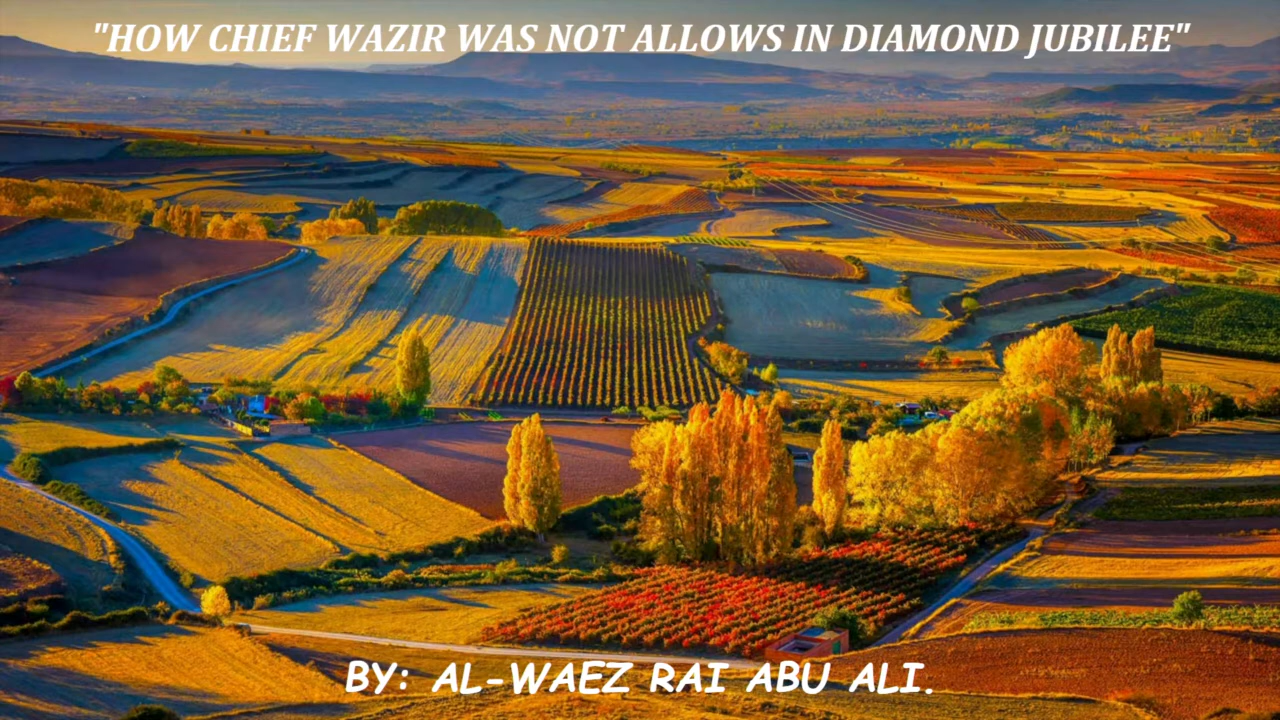 "HOW CHIEF WAZIR WAS NOT ALLOWS IN DIAMOND JUBILEE"
BY: AL-WAEZ RAI ABU ALI.